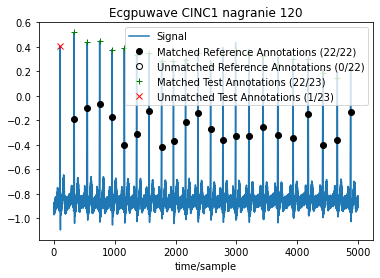 Ecgpuwave CINC1 nagranie 120
Signal
Matched Reference Annotations (22/22)
Unmatched Reference Annotations (0/22)
Matched Test Annotations (22/23)
Unmatched Test Annotations (1/23)
0.6
0.4
0.2
0.0
−0.2
−0.4
−0.6
−0.8
−1.0
0 1000 2000 3000 4000 5000
time/sample